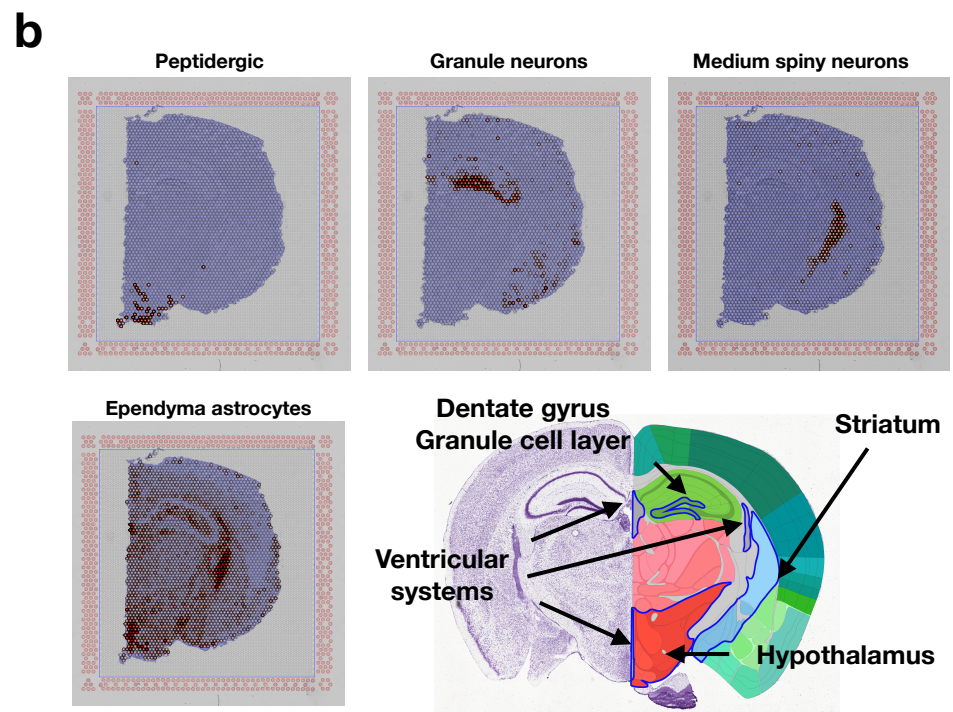 b
Peptidergic
Granule neurons
Medium spiny neurons
Ependyma astrocytes
Dentate gyrus
Granule cell layer
Striatum
Ventricular
systems
Hypothalamus